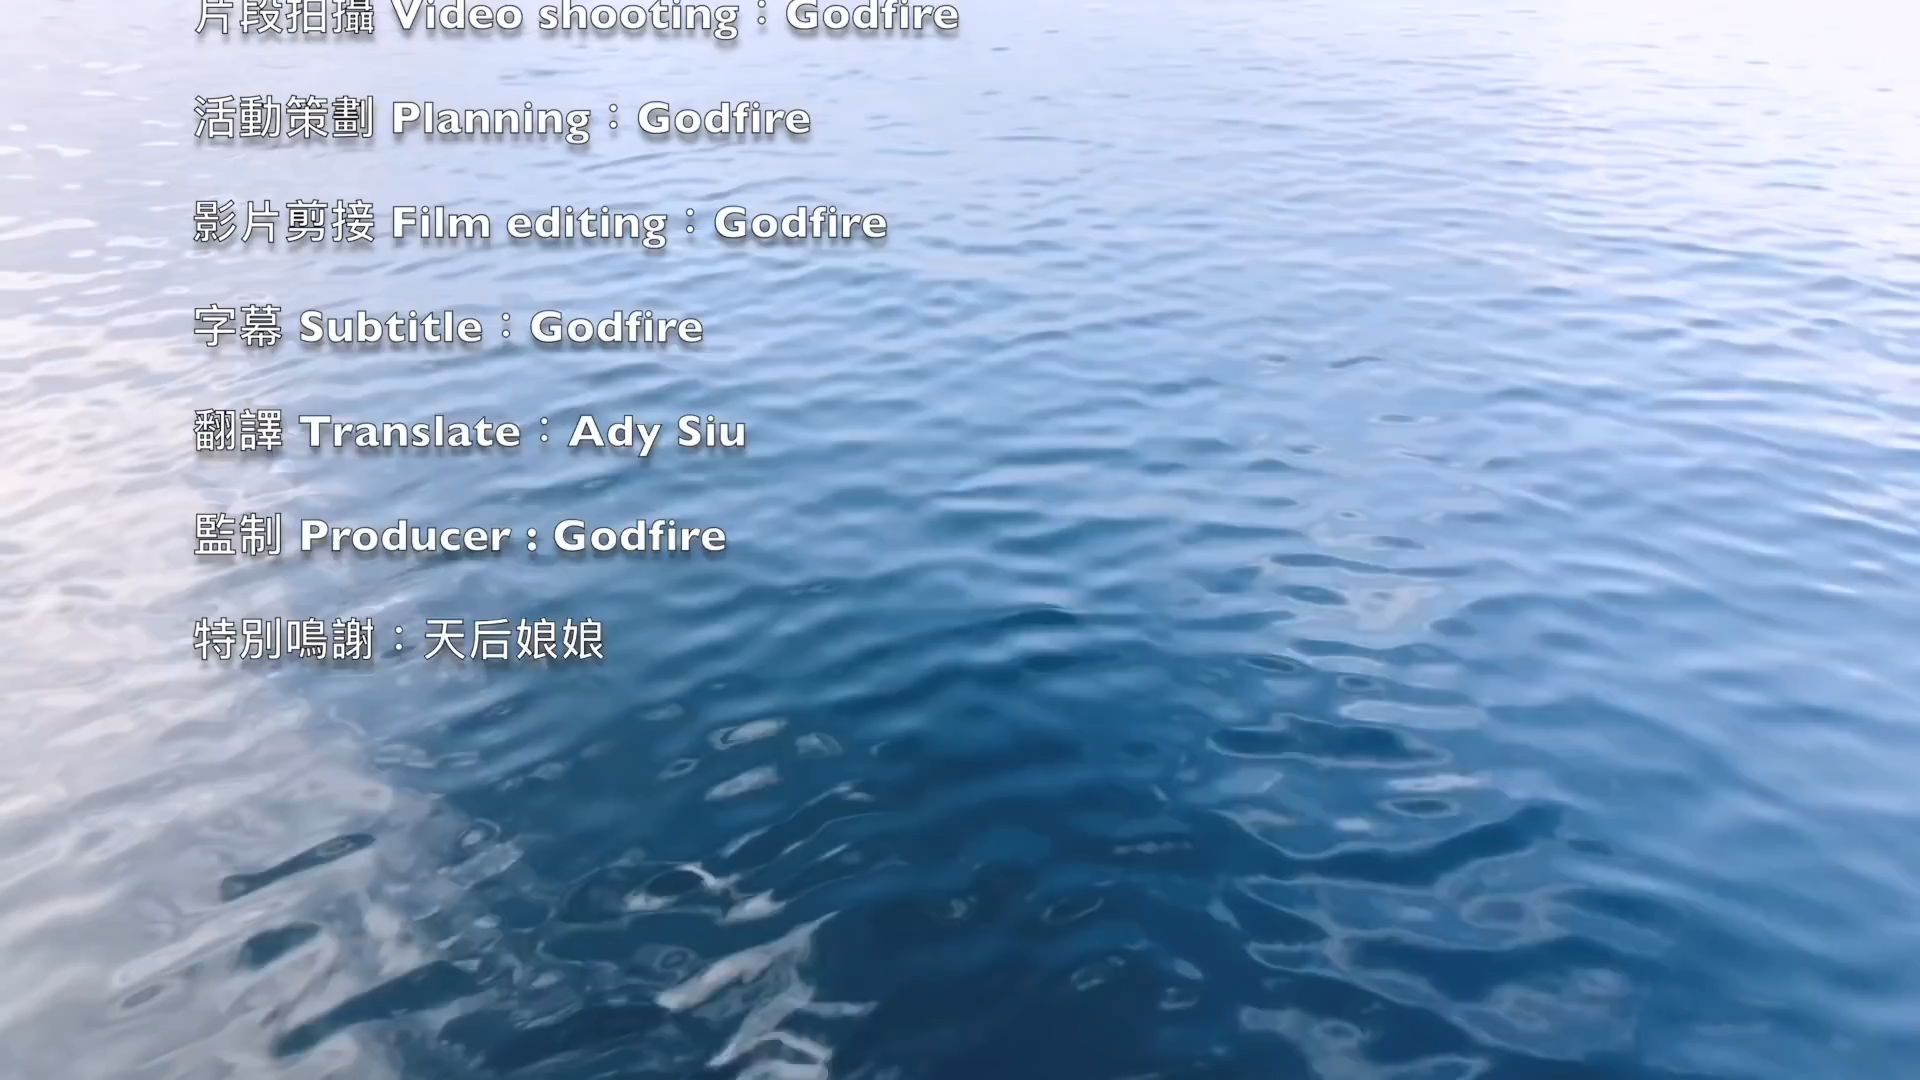 片段拍攝 Video shooting：Godfire
活動策劃 Planning：Godfire
影片剪接 Film editing：Godfire
字幕 Subtitle：Godfire
翻譯 Translate：Ady Siu
監制 Producer : Godfire
特別鳴謝：天后娘娘